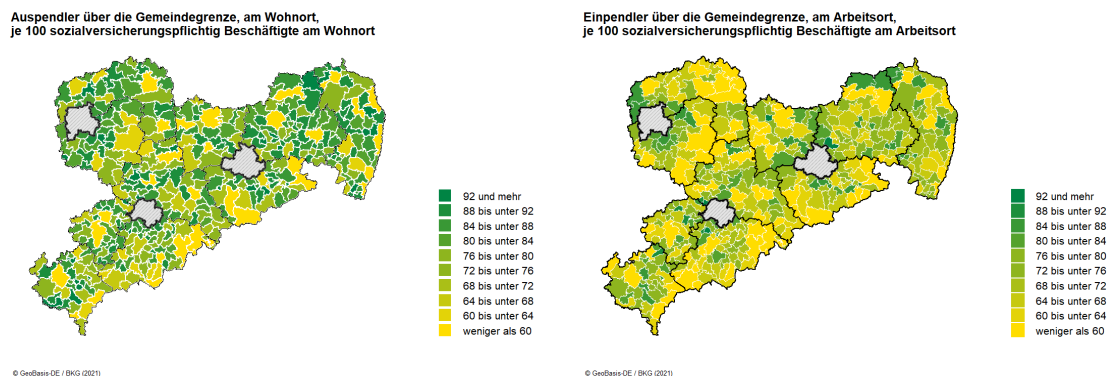 Auspendler über die Gemeindegrenze, am Wohnort,
je 100 sozialversicherungspflichtig Beschäftigte am Wohnort
92 und mehr
88 bis unter 92
84 bis unter 88
80 bis unter 84
76 bis unter 80
72 bis unter 76
68 bis unter 72
64 bis unter 68
60 bis unter 64
weniger als 60
© GeoBasis-DE / BKG (2021)
Einpendler über die Gemeindegrenze, am Arbeitsort,
je 100 sozialversicherungspflichtig Beschäftigte am Arbeitsort
92 und mehr
88 bis unter 92
84 bis unter 88
80 bis unter 84
76 bis unter 80
72 bis unter 76
68 bis unter 72
64 bis unter 68
60 bis unter 64
weniger als 60
© GeoBasis-DE / BKG (2021)